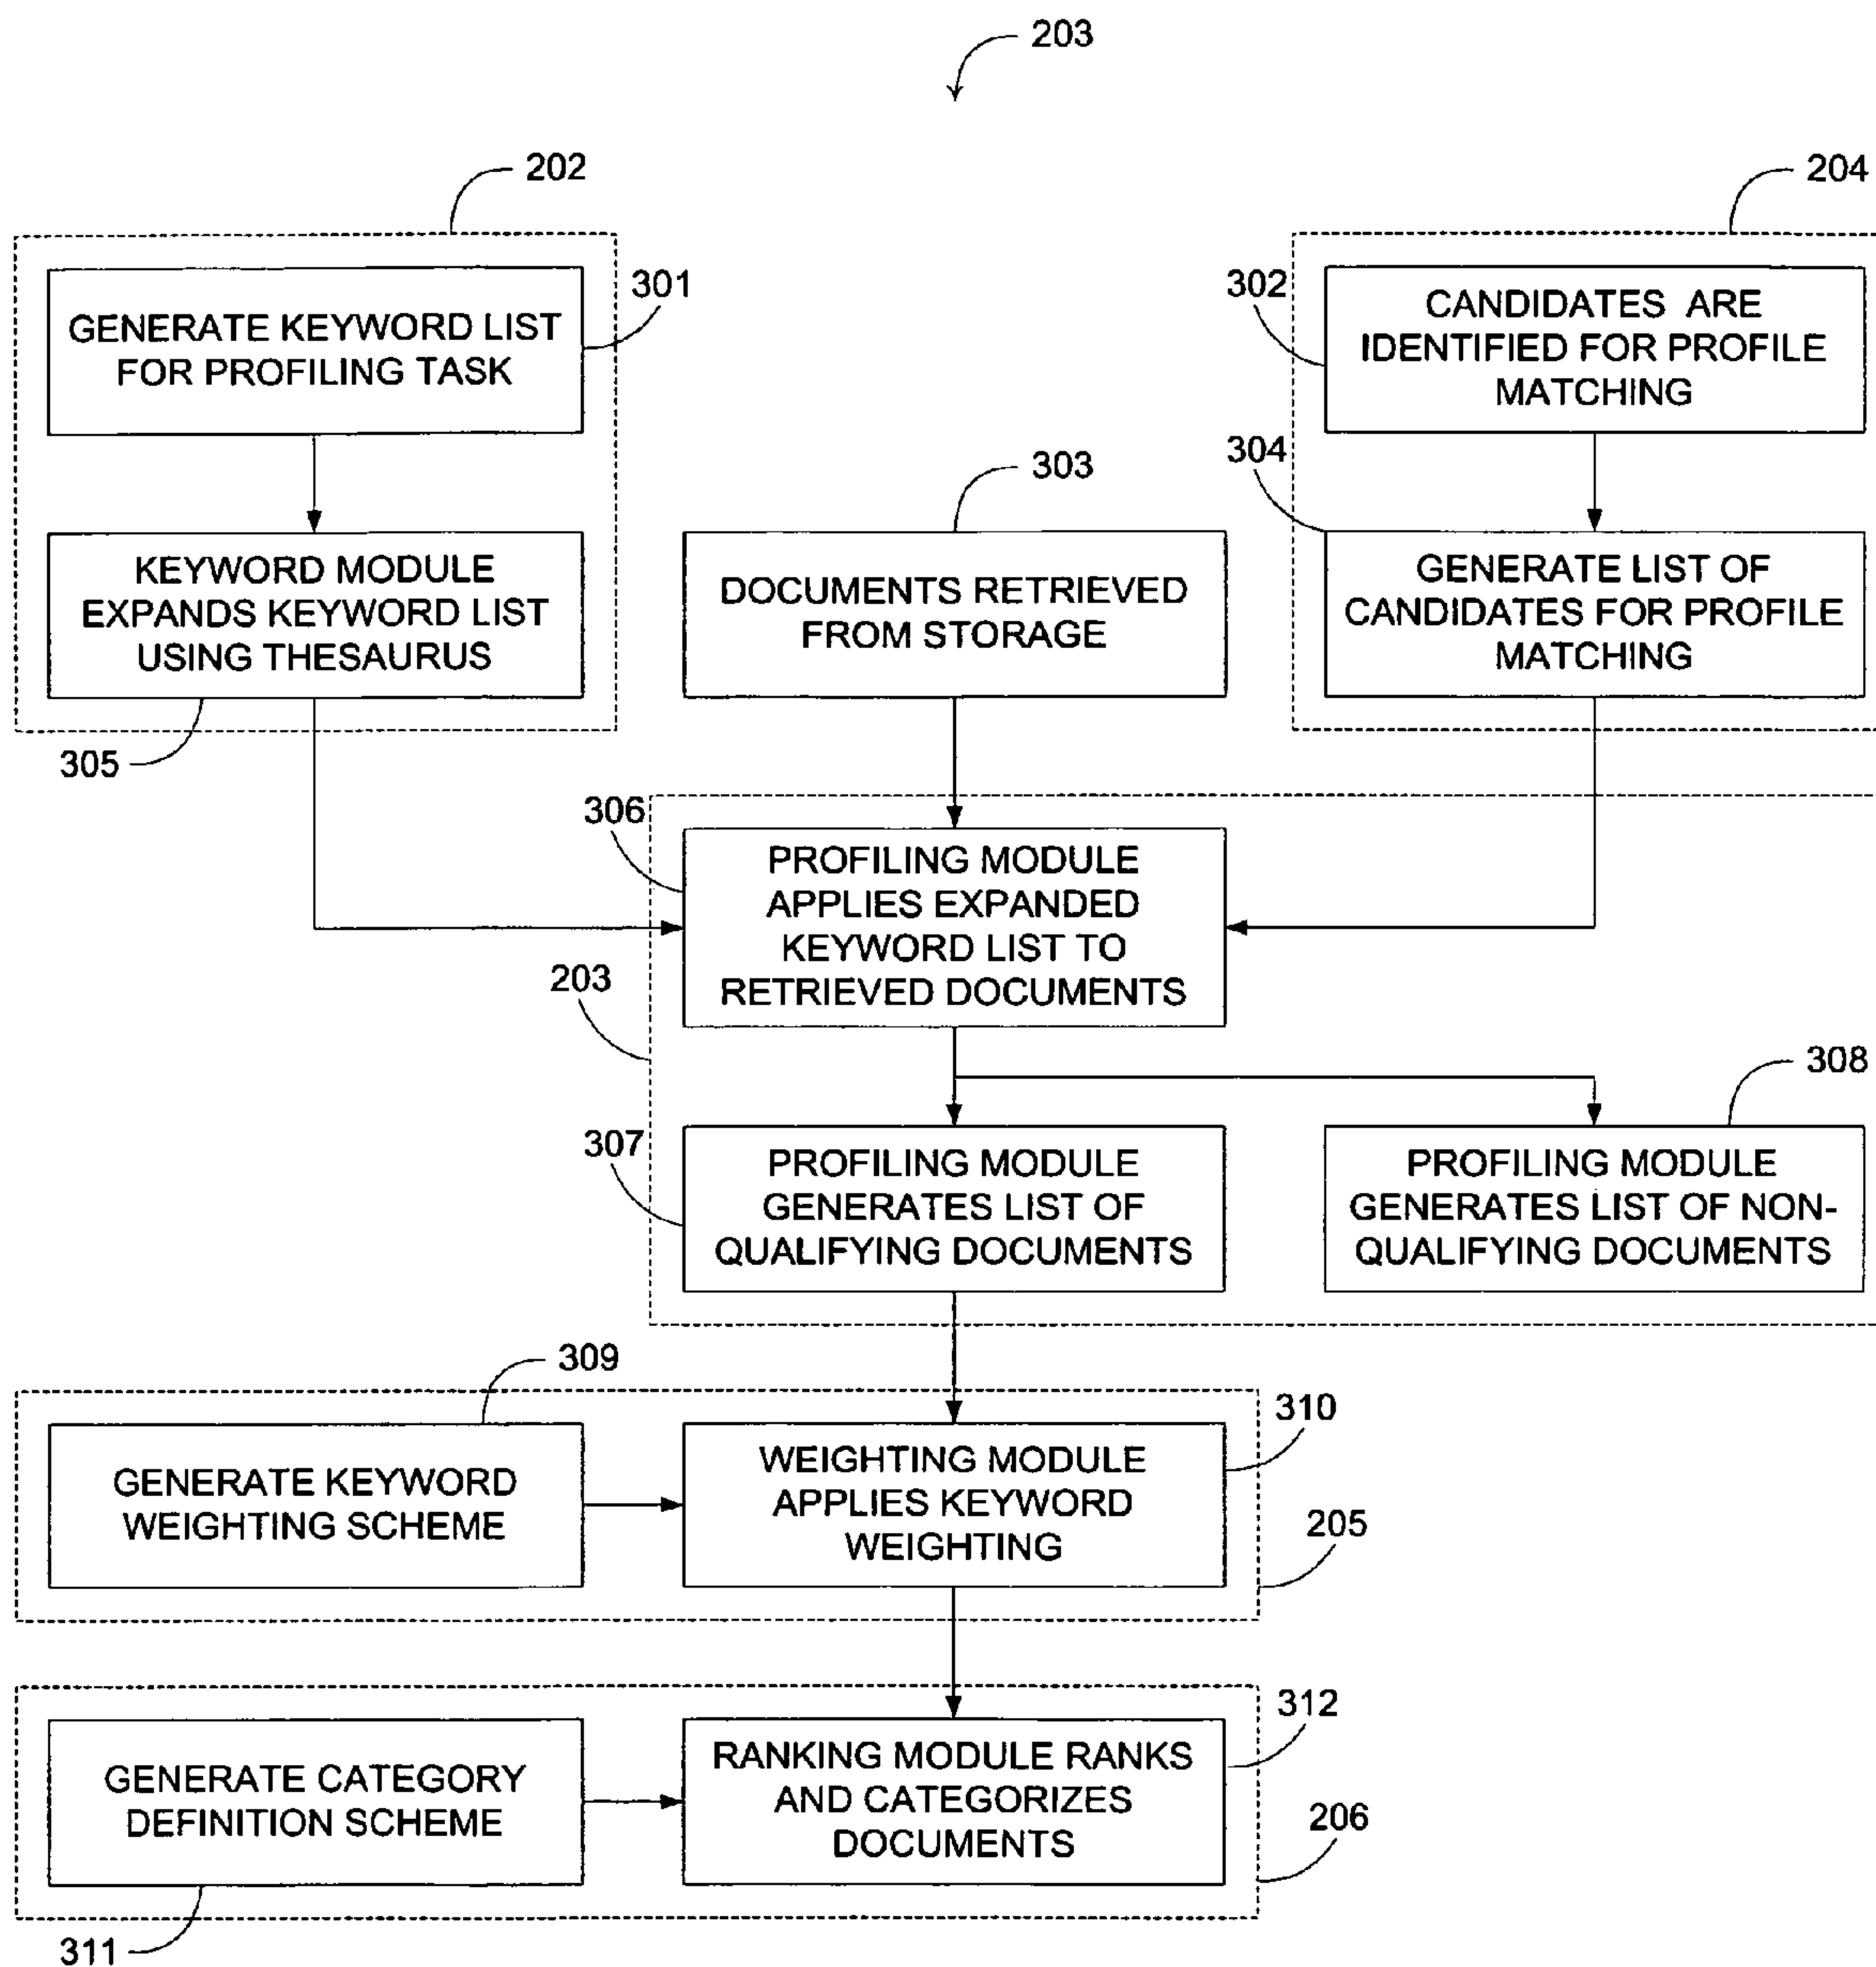 203
202
204
301
GENERATE KEYWORD LIST
FOR PROFILING TASK
302
CANDIDATES ARE
IDENTIFIED FOR PROFILE
MATCHING
303
304
KEYWORD MODULE
EXPANDS KEYWORD LIST
USING THESAURUS
305
DOCUMENTS RETRIEVED
FROM STORAGE
GENERATE LIST OF
CANDIDATES FOR PROFILE
MATCHING
306
PROFILING MODULE
APPLIES EXPANDED
KEYWORD LIST TO
RETRIEVED DOCUMENTS
203
308
307
PROFILING MODULE
GENERATES LIST OF
QUALIFYING DOCUMENTS
PROFILING MODULE
GENERATES LIST OF NON-
QUALIFYING DOCUMENTS
309
310
GENERATE KEYWORD
WEIGHTING SCHEME
WEIGHTING MODULE
APPLIES KEYWORD
WEIGHTING
205
312
GENERATE CATEGORY
DEFINITION SCHEME
RANKING MODULE RANKS
AND CATEGORIZES
DOCUMENTS
206
311